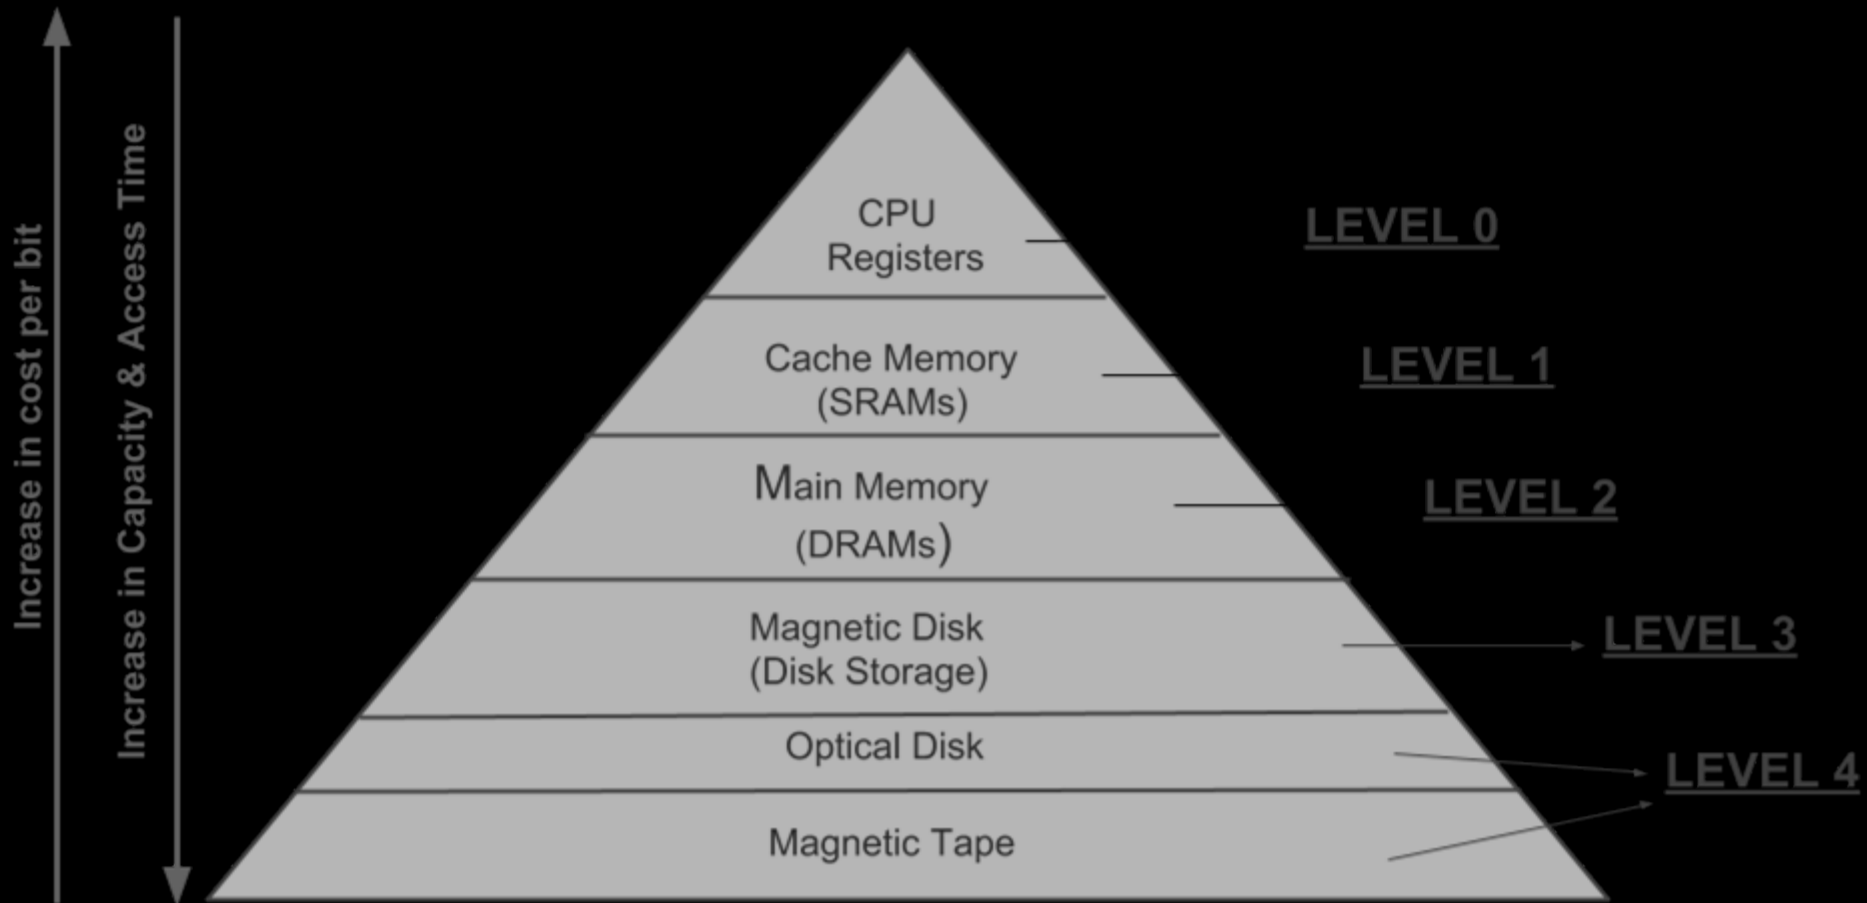 Increase in cost per bit
Increase in Capacity & Access Time
CPU
Registers
LEVEL 0
Cache Memory
(SRAMs)
LEVEL 1
Main Memory
(DRAMs)
LEVEL 2
Magnetic Disk
(Disk Storage)
LEVEL 3
Optical Disk
LEVEL 4
Magnetic Tape